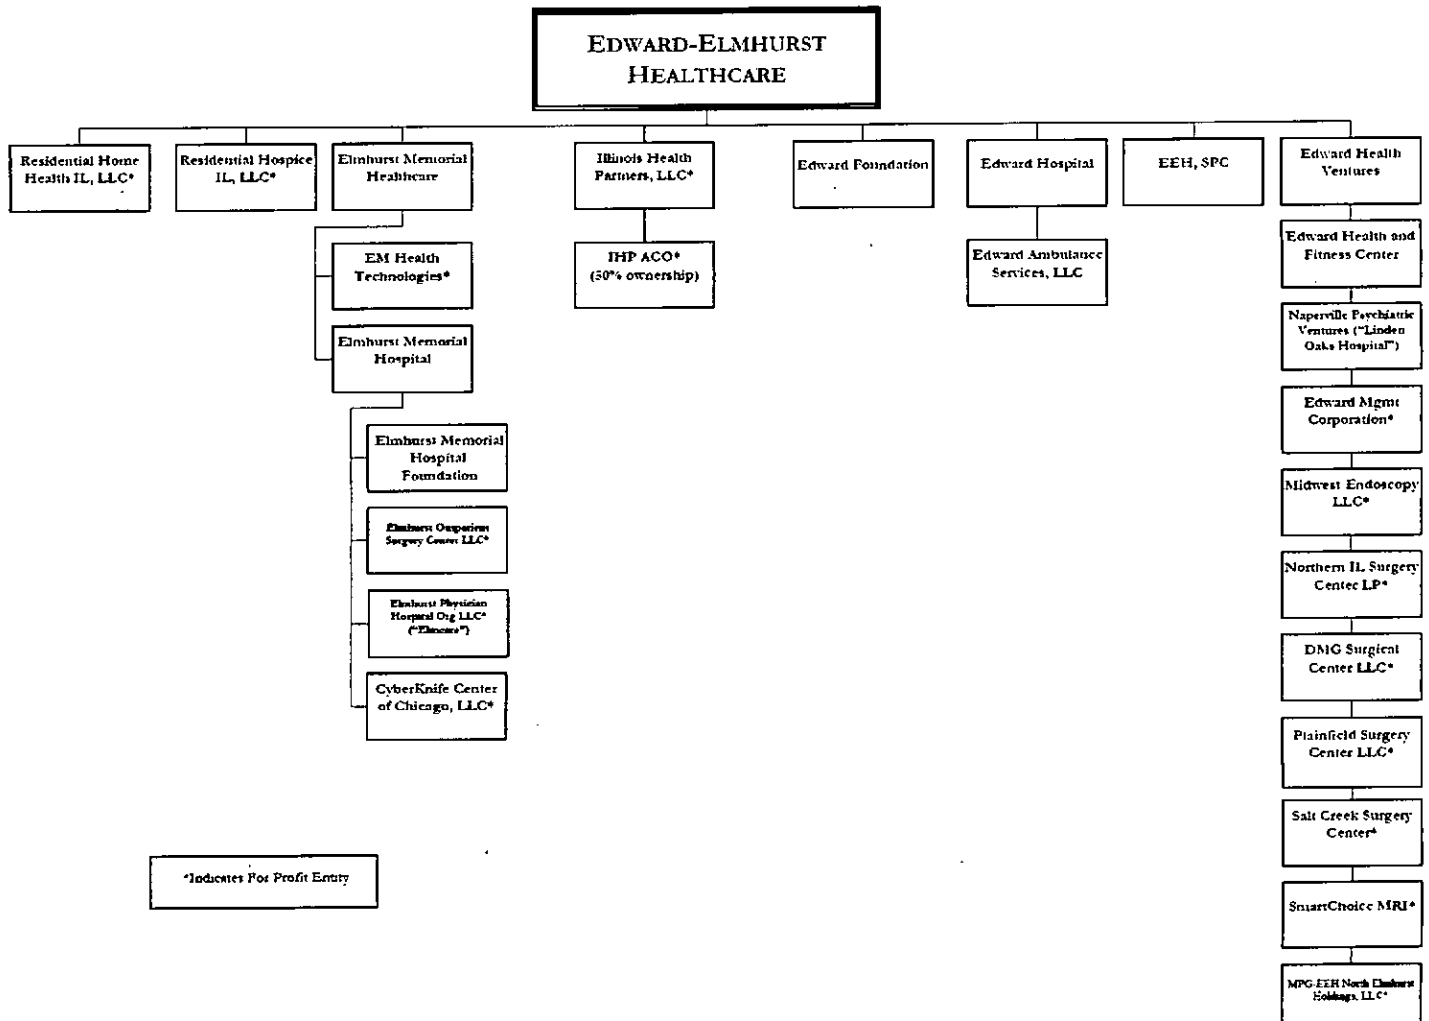 EDWARD-ELMHURST
HEALTHCARE
Residential Home
Health IL, LLC*
Residential Hospice
IL, LLC*
Elmhurst Memorial
Healthcare
Illinois Health
Partners, LLC*
Edward Foundation
Edward Hospital
EEH, SPC
Edward Health
Ventures
EM Health
Technologies*
Elmhurst Memorial
Hospital
Elmhurst Memorial
Hospital
Foundation
Elmhurst Outpatient
Surgery Center LLC*
Elmhurst Physician
Hospital Org LLC*
("Elmcare")
CyberKnife Center
of Chicago, LLC*
IHP ACO*
(50% ownership)
Edward Ambulance
Services, LLC
Edward Health and
Fitness Center
Naperville Psychiatric
Ventures ("Linden
Oaks Hospital")
Edward Mgmt
Corporation*
Midwest Endoscopy
LLC*
Northern IL Surgery
Center LP*
DMG Surgical
Center LLC*
Plainfield Surgery
Center LLC*
Salt Creek Surgery
Center*
SmartChoice MRI*
MPG-EEH North Elmhurst
Holdings, LLC*
*Indicates For Profit Entity